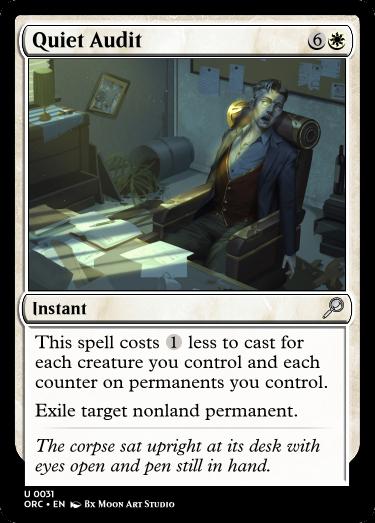 Quiet Audit 6
Instant
This spell costs 1 less to cast for
each creature you control and each
counter on permanents you control.
Exile target nonland permanent.
The corpse sat upright at its desk with
eyes open and pen still in hand.
U 0031
ORC • EN Bx Moon Art Studio